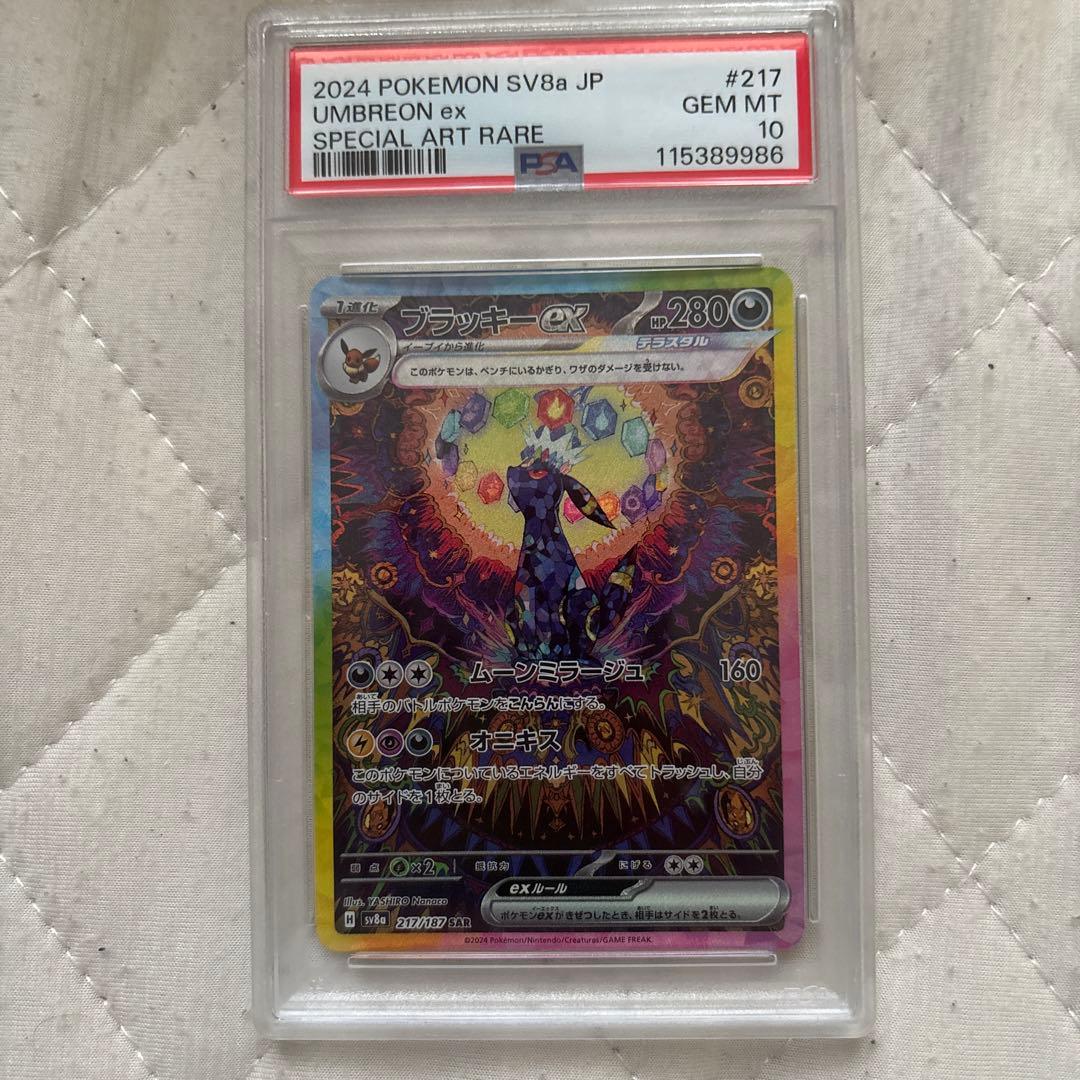 2024 POKEMON SV8a JP #217
UMBREON ex GEM MT
SPECIAL ART RARE 10
PSA 115389986
1進化 ブラッキーex HP280
イーブイから進化 テラスタル
このポケモンは、ベンチにいるかぎり、ワザのダメージを受けない。
ムーンミラージュ 160
相手のバトルポケモンをこんらんにする。
オニキス
このポケモンについているエネルギーをすべてトラッシュし、自分
のサイドを1枚とる。
弱点 ×2 抵抗力 にげる
exルール
ポケモンexがきぜつしたとき、相手はサイドを2枚とる。
Illus. YASHIRO Nanaco
H sv8a 217/187 SAR
©2024 Pokémon/Nintendo/Creatures/GAME FREAK.